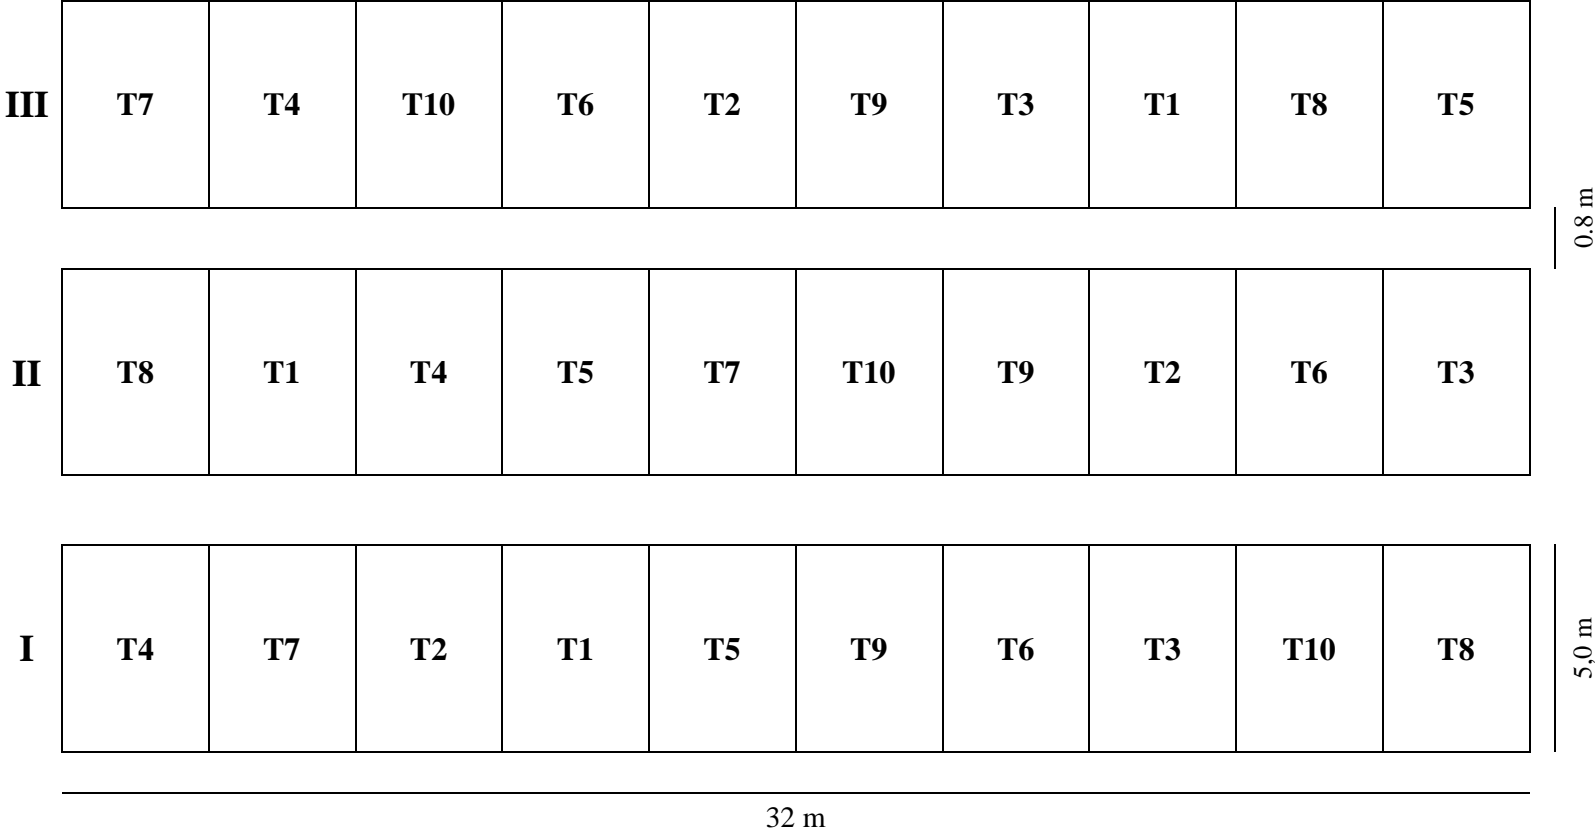 III T7 T4 T10 T6 T2 T9 T3 T1 T8 T5
0.8 m
II T8 T1 T4 T5 T7 T10 T9 T2 T6 T3
I T4 T7 T2 T1 T5 T9 T6 T3 T10 T8
5,0 m
32 m